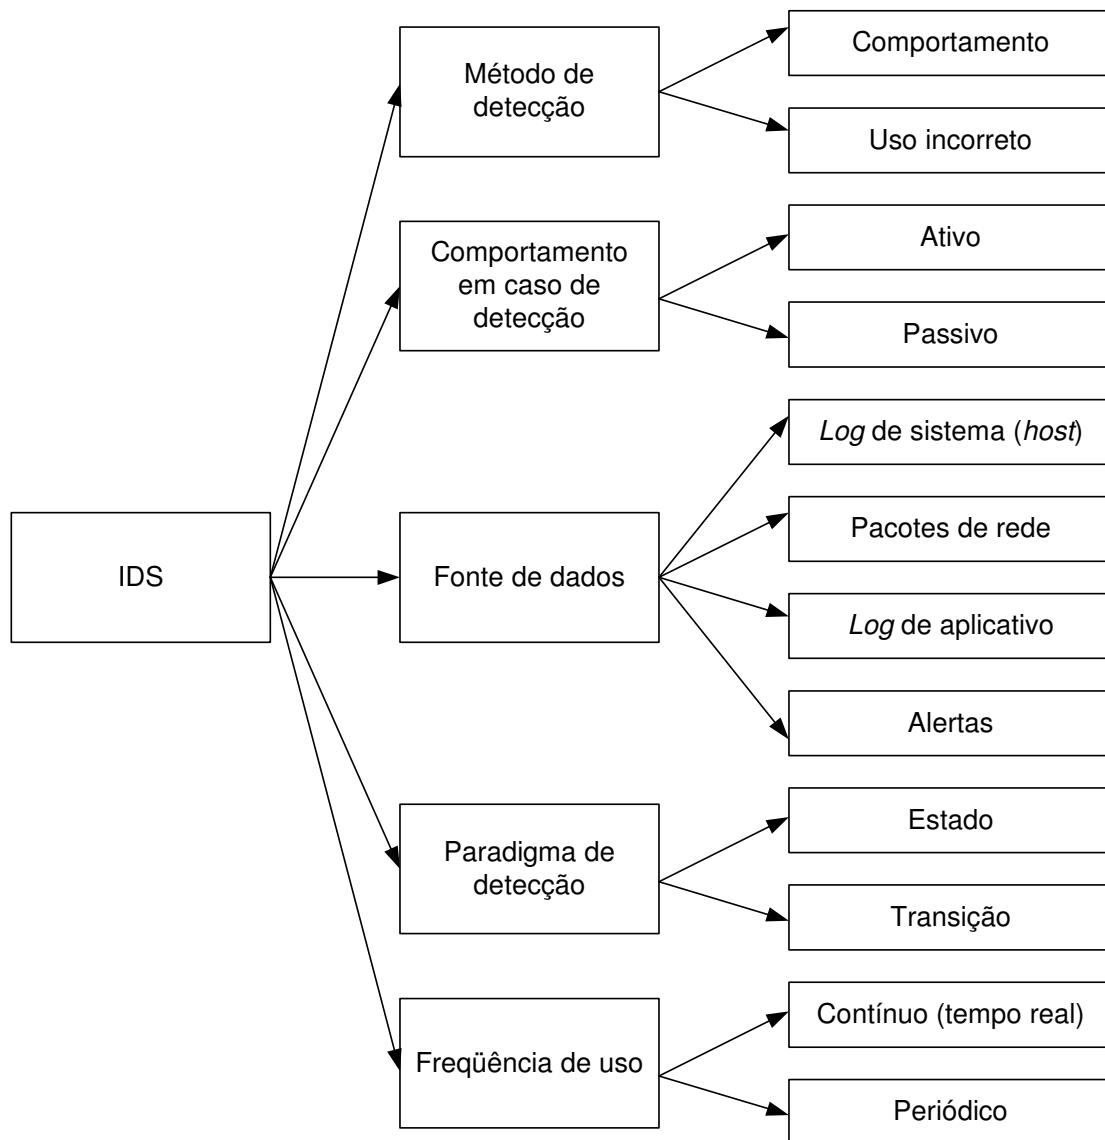 IDS
Método de
detecção
Comportamento
Uso incorreto
Comportamento
em caso de
detecção
Ativo
Passivo
Fonte de dados
Log de sistema (host)
Pacotes de rede
Log de aplicativo
Alertas
Paradigma de
detecção
Estado
Transição
Freqüência de uso
Contínuo (tempo real)
Periódico